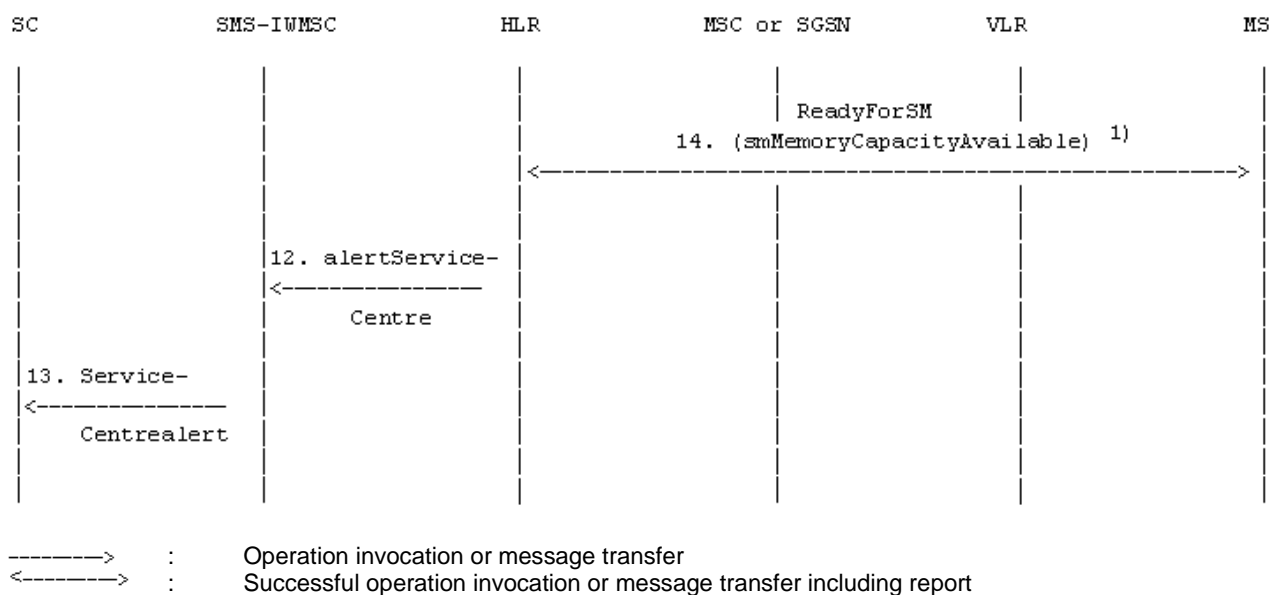 SC SMS-IWMSC HLR MSC or SGSN VLR MS
ReadyForSM
14. (smMemoryCapacityAvailable) 1)
12. alertService-
Centre
13. Service-
Centrealert
--------> : Operation invocation or message transfer
<--------> : Successful operation invocation or message transfer including report